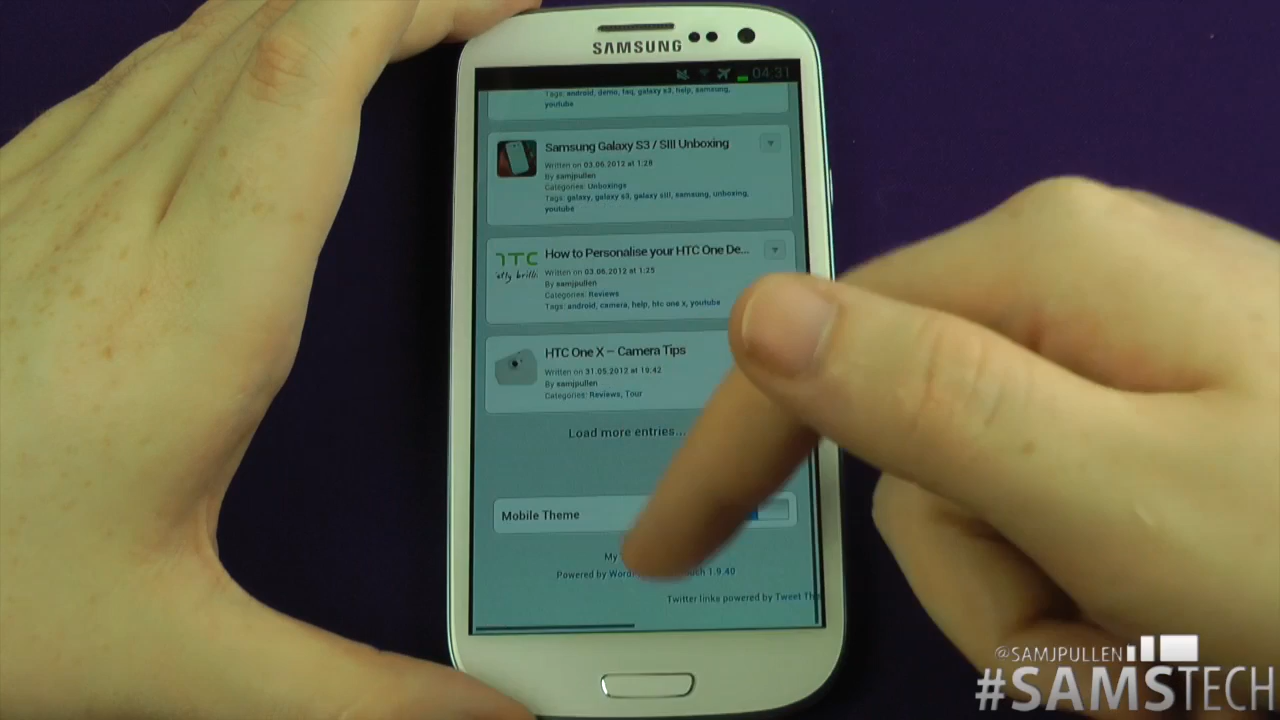 SAMSUNG
04:31
Tags: android, demo, faq, galaxy s3, help, samsung,
youtube
Samsung Galaxy S3 / SIII Unboxing
Written on 03.06.2012 at 1:28
By samjpullen
Categories: Unboxings
Tags: galaxy, galaxy s3, galaxy siii, samsung, unboxing,
youtube
How to Personalise your HTC One De...
Written on 03.06.2012 at 1:25
By samjpullen
Categories: Reviews
Tags: android, camera, help, htc one x, youtube
HTC One X – Camera Tips
Written on 31.05.2012 at 19:42
By samjpullen
Categories: Reviews, Tour
Load more entries...
Mobile Theme
My
Powered by 1.9.40
Twitter links powered by Tweet
@SAMJPULLEN
#SAMSTECH